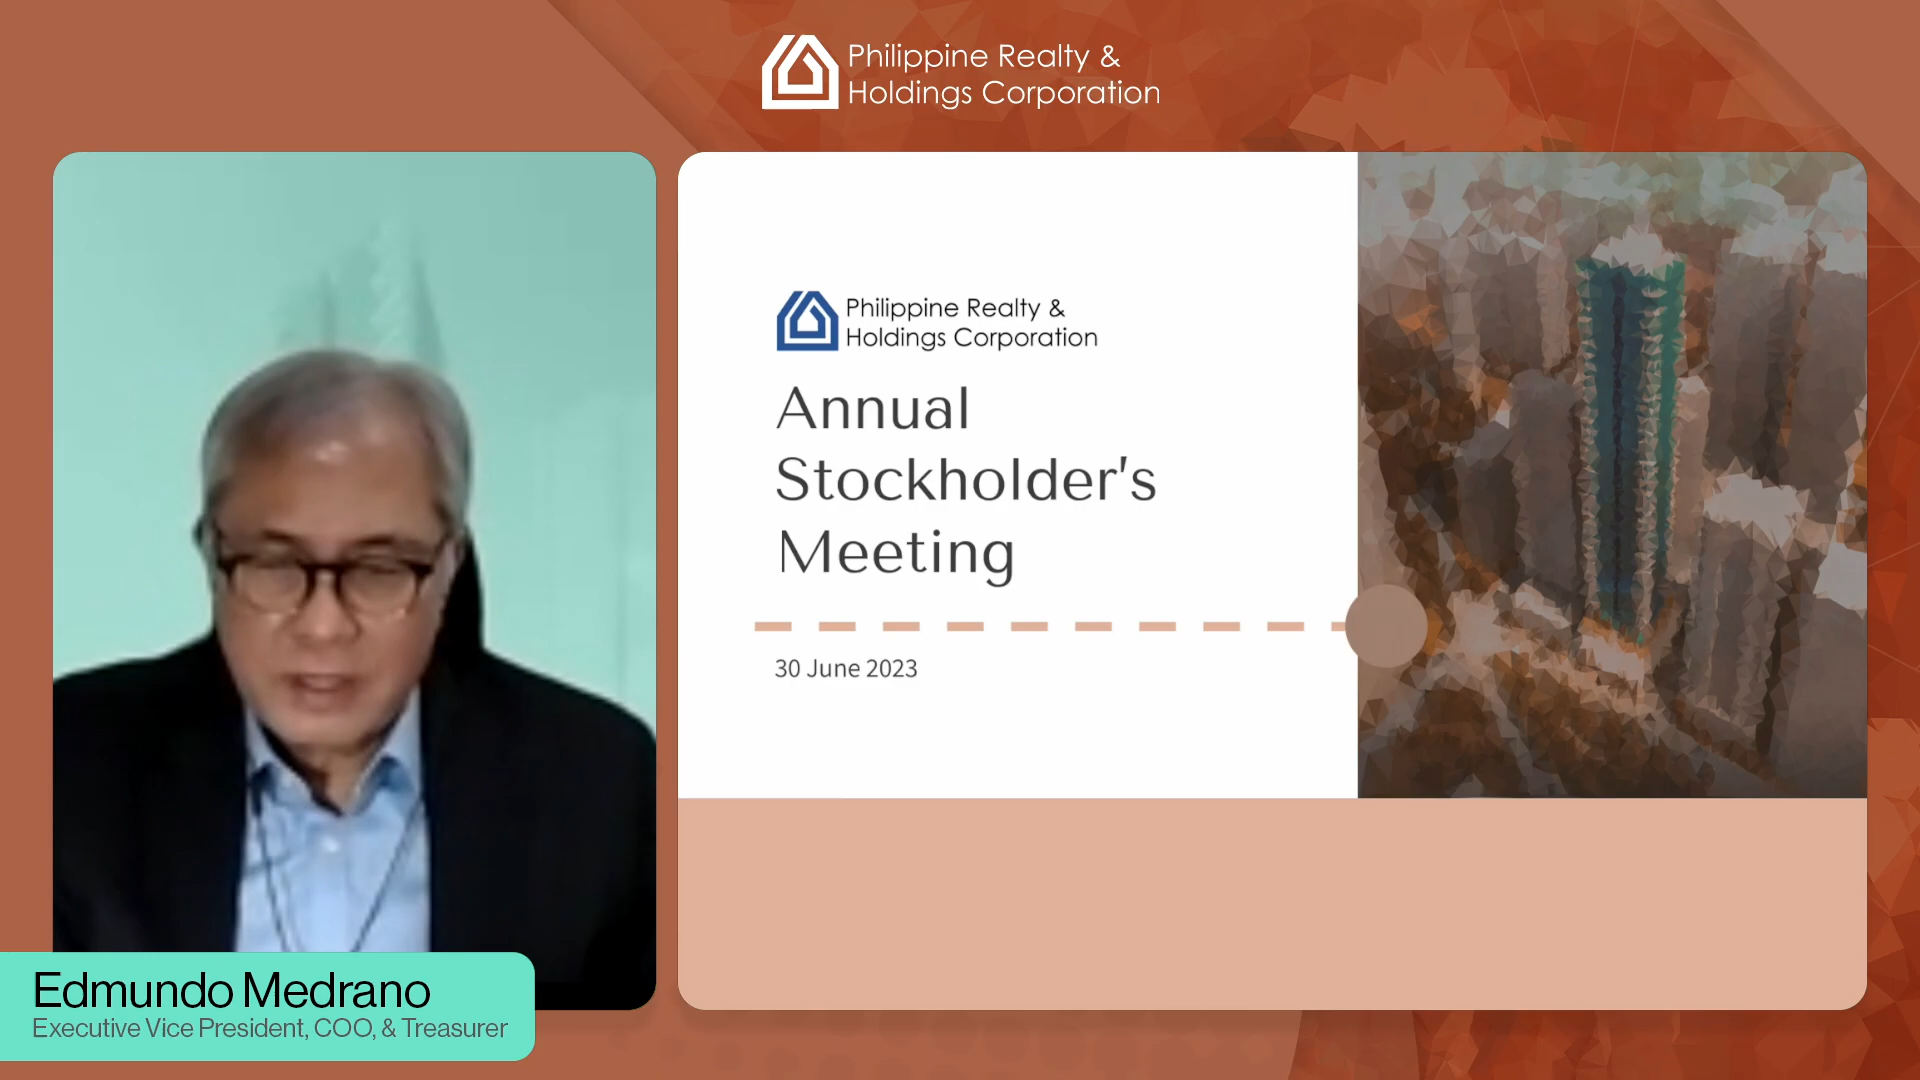 Philippine Realty &
Holdings Corporation
Philippine Realty &
Holdings Corporation
Annual
Stockholder's
Meeting
30 June 2023
Edmundo Medrano
Executive Vice President, COO, & Treasurer